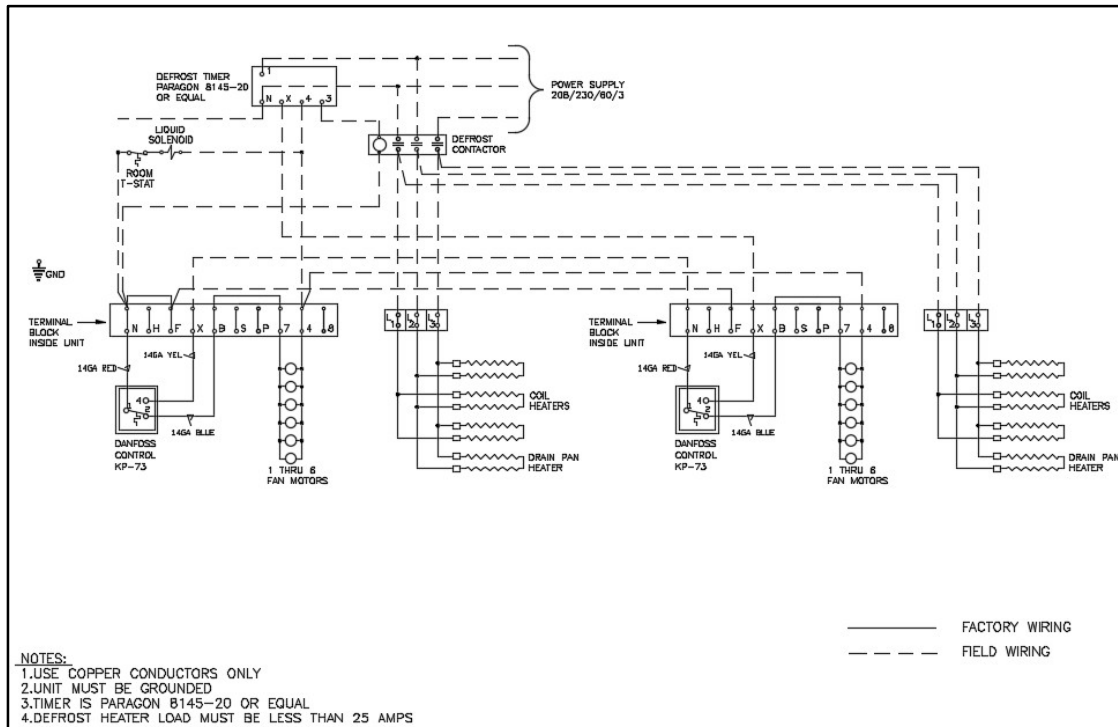 DEFROST TIMER
PARAGON 8145-20
OR EQUAL
1
N X 4 3
POWER SUPPLY
208/230/60/3
DEFROST
CONTACTOR
LIQUID
SOLENOID
ROOM
T-STAT
GND
TERMINAL
BLOCK
INSIDE UNIT
N H F X B S P 7 4 8
L1 L2 L3
14GA YEL
14GA RED
4
1
2
14GA BLUE
DANFOSS
CONTROL
KP-73
1 THRU 6
FAN MOTORS
COIL
HEATERS
DRAIN PAN
HEATER
TERMINAL
BLOCK
INSIDE UNIT
N H F X B S P 7 4 8
L1 L2 L3
14GA YEL
14GA RED
4
1
2
14GA BLUE
DANFOSS
CONTROL
KP-73
1 THRU 6
FAN MOTORS
COIL
HEATERS
DRAIN PAN
HEATER
FACTORY WIRING
FIELD WIRING
NOTES:
1.USE COPPER CONDUCTORS ONLY
2.UNIT MUST BE GROUNDED
3.TIMER IS PARAGON 8145-20 OR EQUAL
4.DEFROST HEATER LOAD MUST BE LESS THAN 25 AMPS